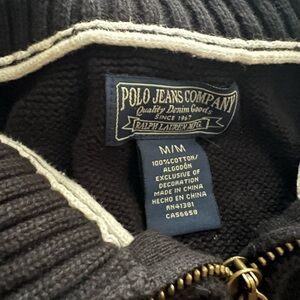 POLO JEANS COMPANY
Quality Denim Goods
SINCE 1967
RALPH LAUREN MFG.
M/M
100%COTTON/
ALGODÓN
EXCLUSIVE OF
DECORATION
MADE IN CHINA
HECHO EN CHINA
RN41381
CA56658